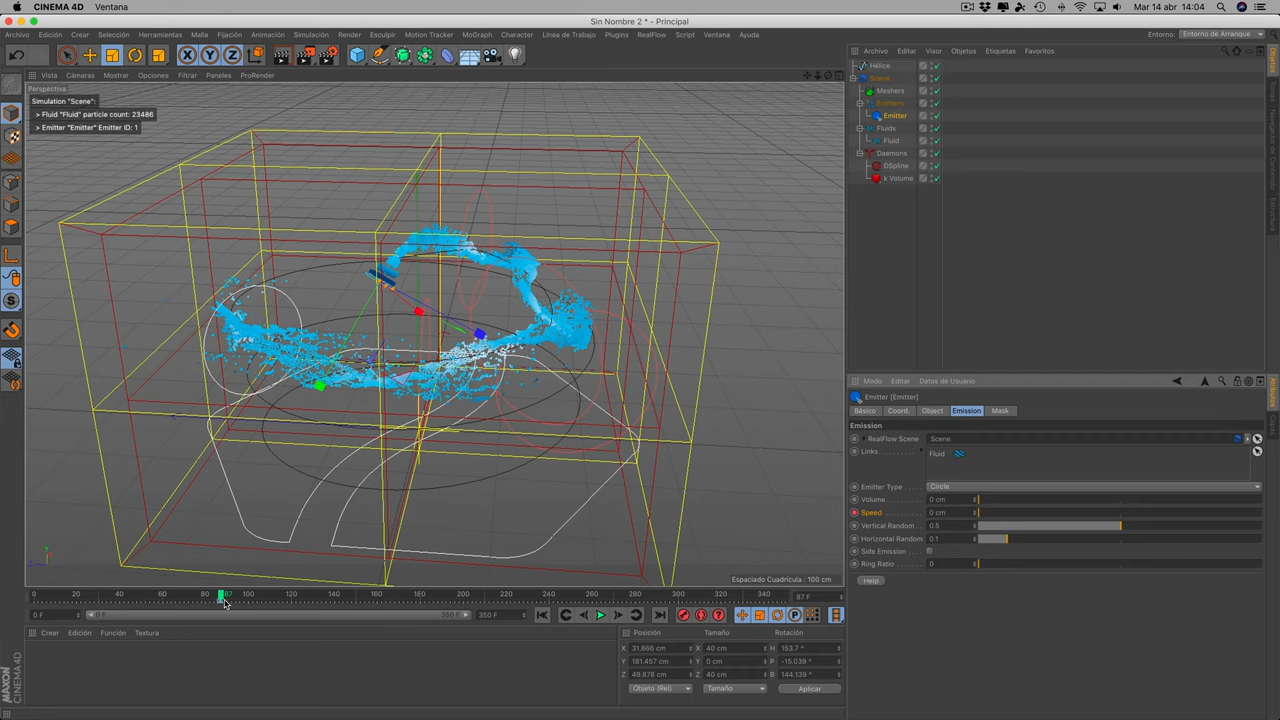 CINEMA 4D Ventana
Mar 14 abr 14:04
Sin Nombre 2 * - Principal
Archivo Edición Crear Selección Herramientas Malla Fijación Animación Simulación Render Esculpir Motion Tracker MoGraph Character Línea de Trabajo Plugins RealFlow Script Ventana Ayuda
Entorno: Entorno de Arranque
X Y Z
Vista Cámaras Mostrar Opciones Filtrar Paneles ProRender
Archivo Editar Visor Objetos Etiquetas Favoritos
Perspectiva
Simulation "Scene":
> Fluid "Fluid" particle count: 23486
> Emitter "Emitter" Emitter ID: 1
Hélice
Scene
Meshers
Emitters
Emitter
Fluids
Fluid
Daemons
DSpline
k Volume
Modo Editar Datos de Usuario
Emitter [Emitter]
Básico Coord. Object Emission Mask
Emission
RealFlow Scene Scene
Links Fluid
Emitter Type Circle
Volume 0 cm
Speed 0 cm
Vertical Random 0.5
Horizontal Random 0.1
Side Emission
Ring Ratio 0
Help
Y
Espaciado Cuadrícula : 100 cm
0 20 40 60 80 87 100 120 140 160 180 200 220 240 260 280 300 320 340 87 F
0 F 0 F 350 F 350 F
Crear Edición Función Textura
Posición Tamaño Rotación
X 31.866 cm X 40 cm H 153.7 °
Y 181.457 cm Y 0 cm P -15.039 °
Z 49.878 cm Z 40 cm B 144.139 °
Objeto (Rel) Tamaño Aplicar
MAXON
CINEMA 4D